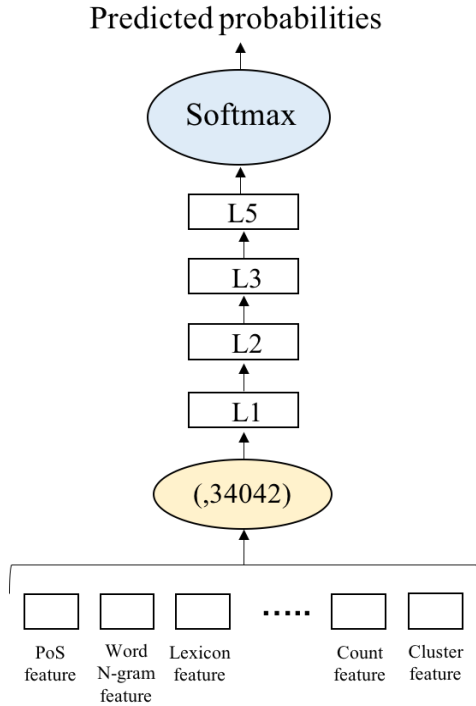 Predicted probabilities
Softmax
L5
L3
L2
L1
(,34042)
.....
PoS
feature
Word
N-gram
feature
Lexicon
feature
Count
feature
Cluster
feature